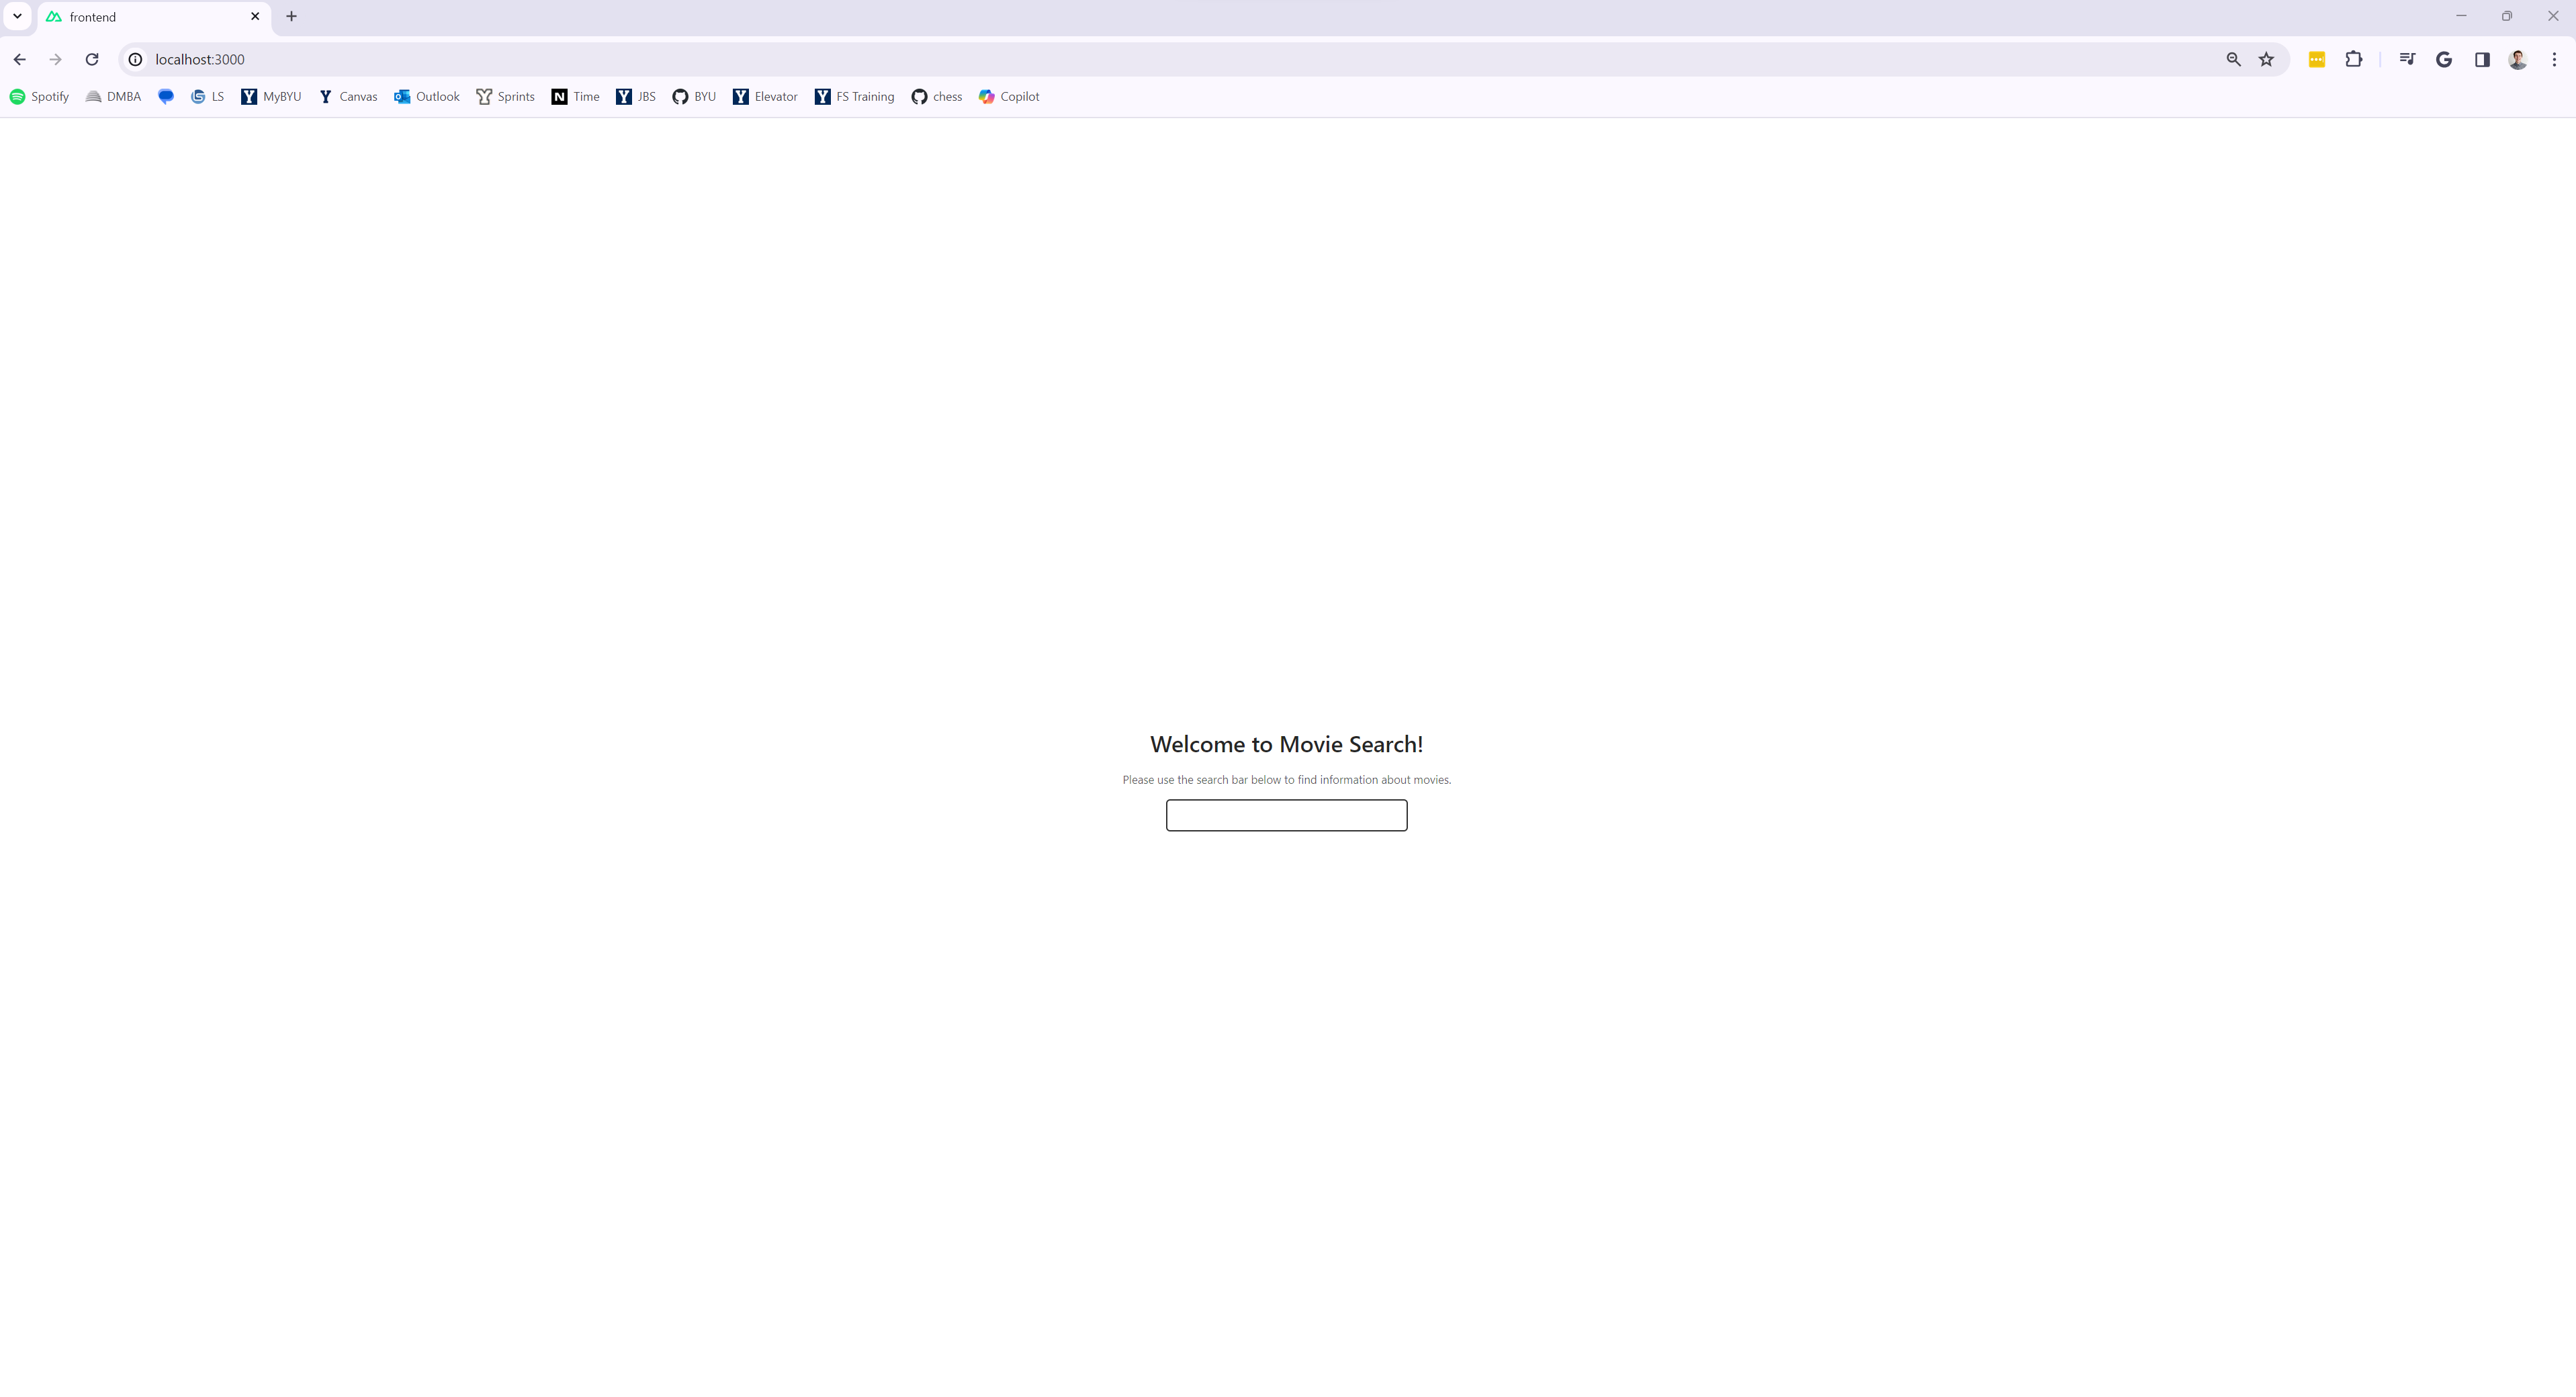 frontend
localhost:3000
Spotify DMBA LS MyBYU Canvas Outlook Sprints N Time JBS BYU Elevator FS Training chess Copilot
Welcome to Movie Search!
Please use the search bar below to find information about movies.